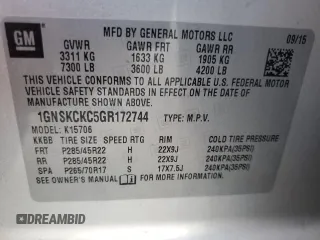 GM
MFD BY GENERAL MOTORS LLC
09/15
GVWR GAWR FRT GAWR RR
3311 KG 1633 KG 1905 KG
7300 LB 3600 LB 4200 LB
THIS VEHICLE CONFORMS TO ALL APPLICABLE U.S. FEDERAL MOTOR
VEHICLE SAFETY STANDARDS IN EFFECT ON THE DATE OF
MANUFACTURE SHOWN ABOVE.
1GNSKCKC5GR172744 TYPE: M.P.V.
MODEL: K15706
KKBB TIRE SIZE SPEED RTG RIM COLD TIRE PRESSURE
FRT P285/45R22 H 22X9J 240KPA(35PSI)
RR P285/45R22 H 22X9J 240KPA(35PSI)
SPA P265/70R17 S 17X7.5J 240KPA(35PSI)
SEE OWNER'S MANUAL FOR MORE INFORMATION.
DREAMBID